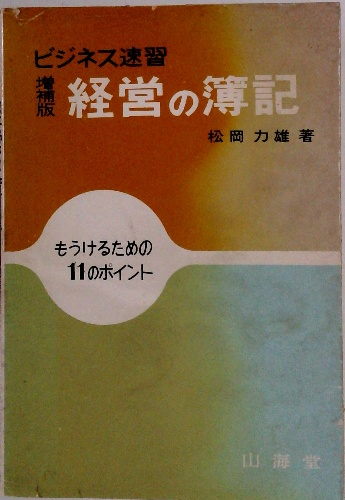 ビジネス速習
増補版
経営の簿記
松岡力雄著
もうけるための
11のポイント
山海堂